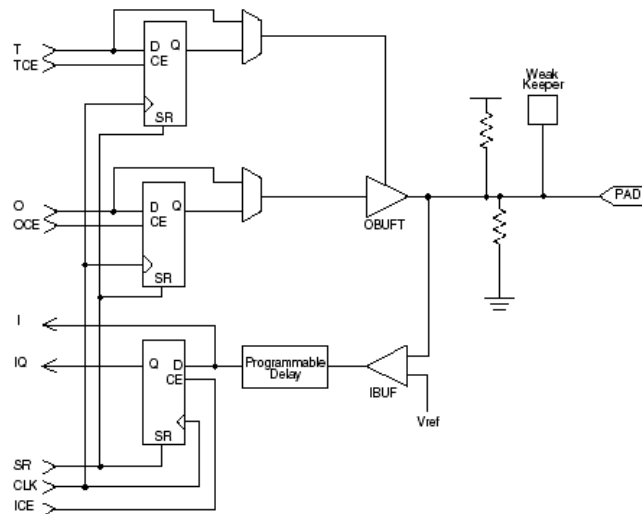 T
TCE
D Q
CE
SR
Weak
Keeper
O
OCE
D Q
CE
SR
OBUFT
PAD
I
IQ
Q D
CE
SR
Programmable
Delay
IBUF
Vref
SR
CLK
ICE